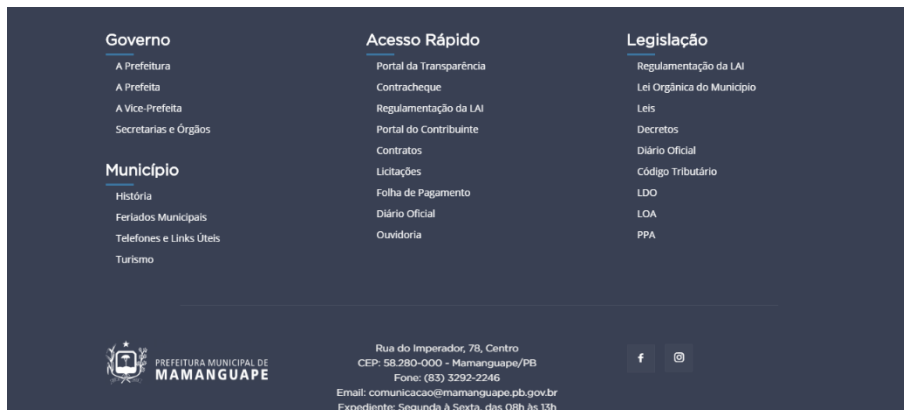 Governo
A Prefeitura
A Prefeita
A Vice-Prefeita
Secretarias e Órgãos
Município
História
Feriados Municipais
Telefones e Links Úteis
Turismo
Acesso Rápido
Portal da Transparência
Contracheque
Regulamentação da LAI
Portal do Contribuinte
Contratos
Licitações
Folha de Pagamento
Diário Oficial
Ouvidoria
Legislação
Regulamentação da LAI
Lei Orgânica do Município
Leis
Decretos
Diário Oficial
Código Tributário
LDO
LOA
PPA
PREFEITURA MUNICIPAL DE
MAMANGUAPE
Rua do Imperador, 78, Centro
CEP: 58.280-000 - Mamanguape/PB
Fone: (83) 3292-2246
Email: comunicacao@mamanguape.pb.gov.br
Expediente: Segunda à Sexta, das 08h às 13h